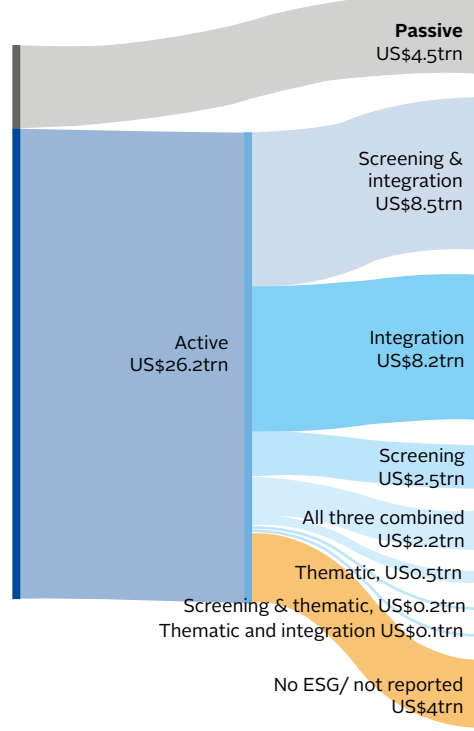 Passive
US$4.5trn
Screening &
integration
US$8.5trn
Active
US$26.2trn
Integration
US$8.2trn
Screening
US$2.5trn
All three combined
US$2.2trn
Thematic, US0.5trn
Screening & thematic, US$0.2trn
Thematic and integration US$0.1trn
No ESG/ not reported
US$4trn